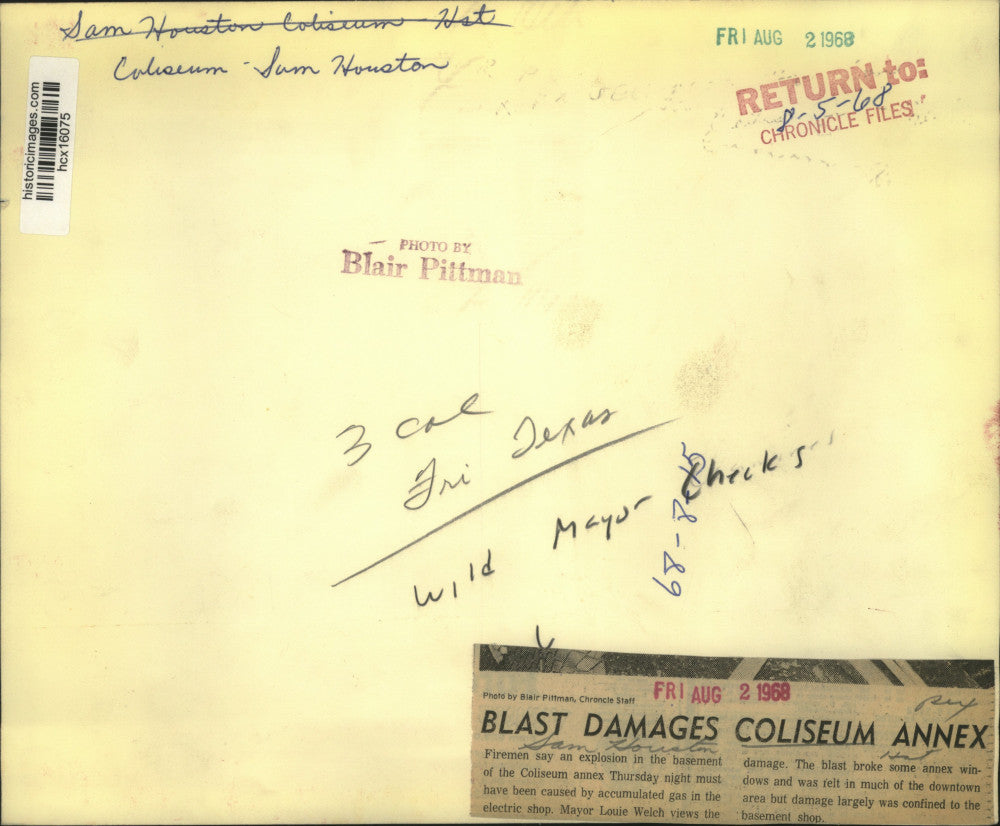 Sam Houston Coliseum - Hst
Coliseum - Sam Houston
FRI AUG 2 1968
RETURN to:
8-5-68
CHRONICLE FILES
historicimages.com
hcx16075
PHOTO BY
Blair Pittman
3 col
Fri Texas
Wild Mayor Checks
68-8-
Photo by Blair Pittman, Chroncle Staff
FRI AUG 2 1968
BLAST DAMAGES COLISEUM ANNEX
Sam Houston
Hst
Firemen say an explosion in the basement
of the Coliseum annex Thursday night must
have been caused by accumulated gas in the
electric shop. Mayor Louie Welch views the
damage. The blast broke some annex win-
dows and was felt in much of the downtown
area but damage largely was confined to the
basement shop.